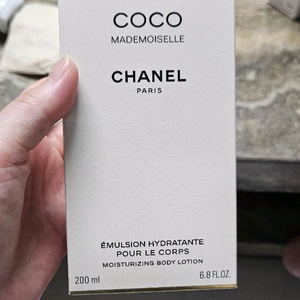 COCO
MADEMOISELLE
CHANEL
PARIS
ÉMULSION HYDRATANTE
POUR LE CORPS
MOISTURIZING BODY LOTION
200 ml 6.8 FL.OZ.